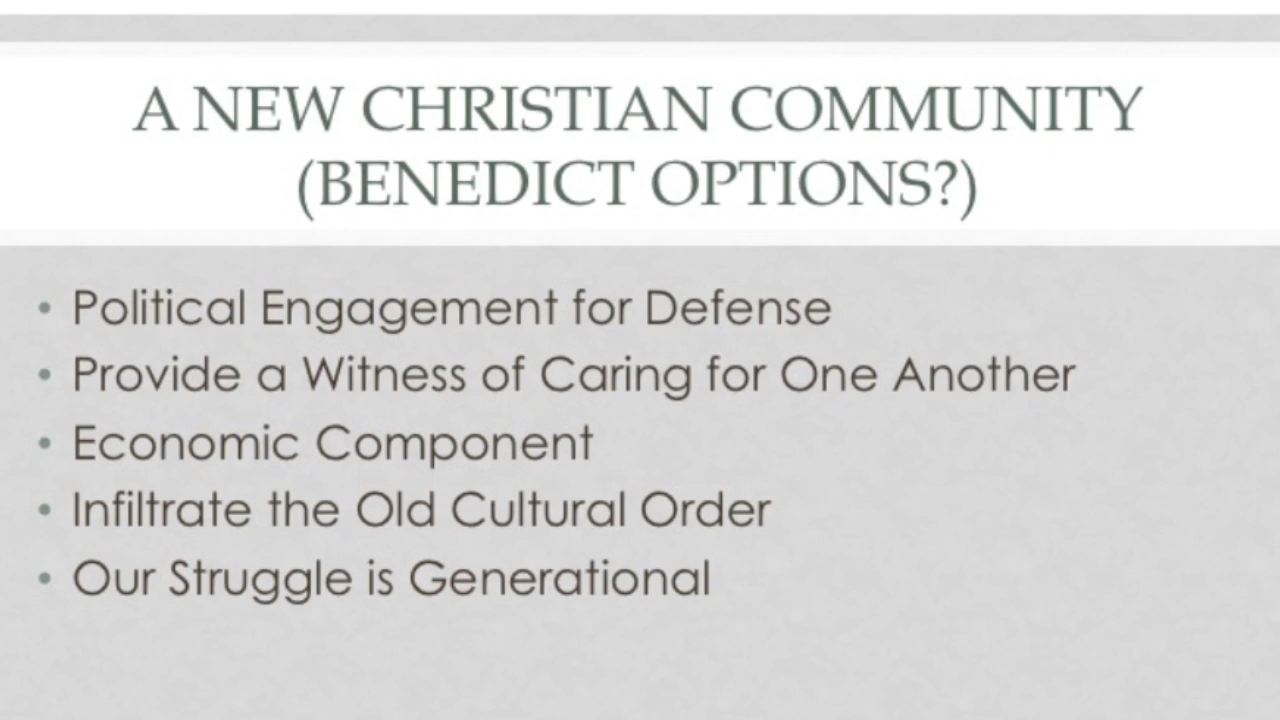 A NEW CHRISTIAN COMMUNITY
(BENEDICT OPTIONS?)
• Political Engagement for Defense
• Provide a Witness of Caring for One Another
• Economic Component
• Infiltrate the Old Cultural Order
• Our Struggle is Generational